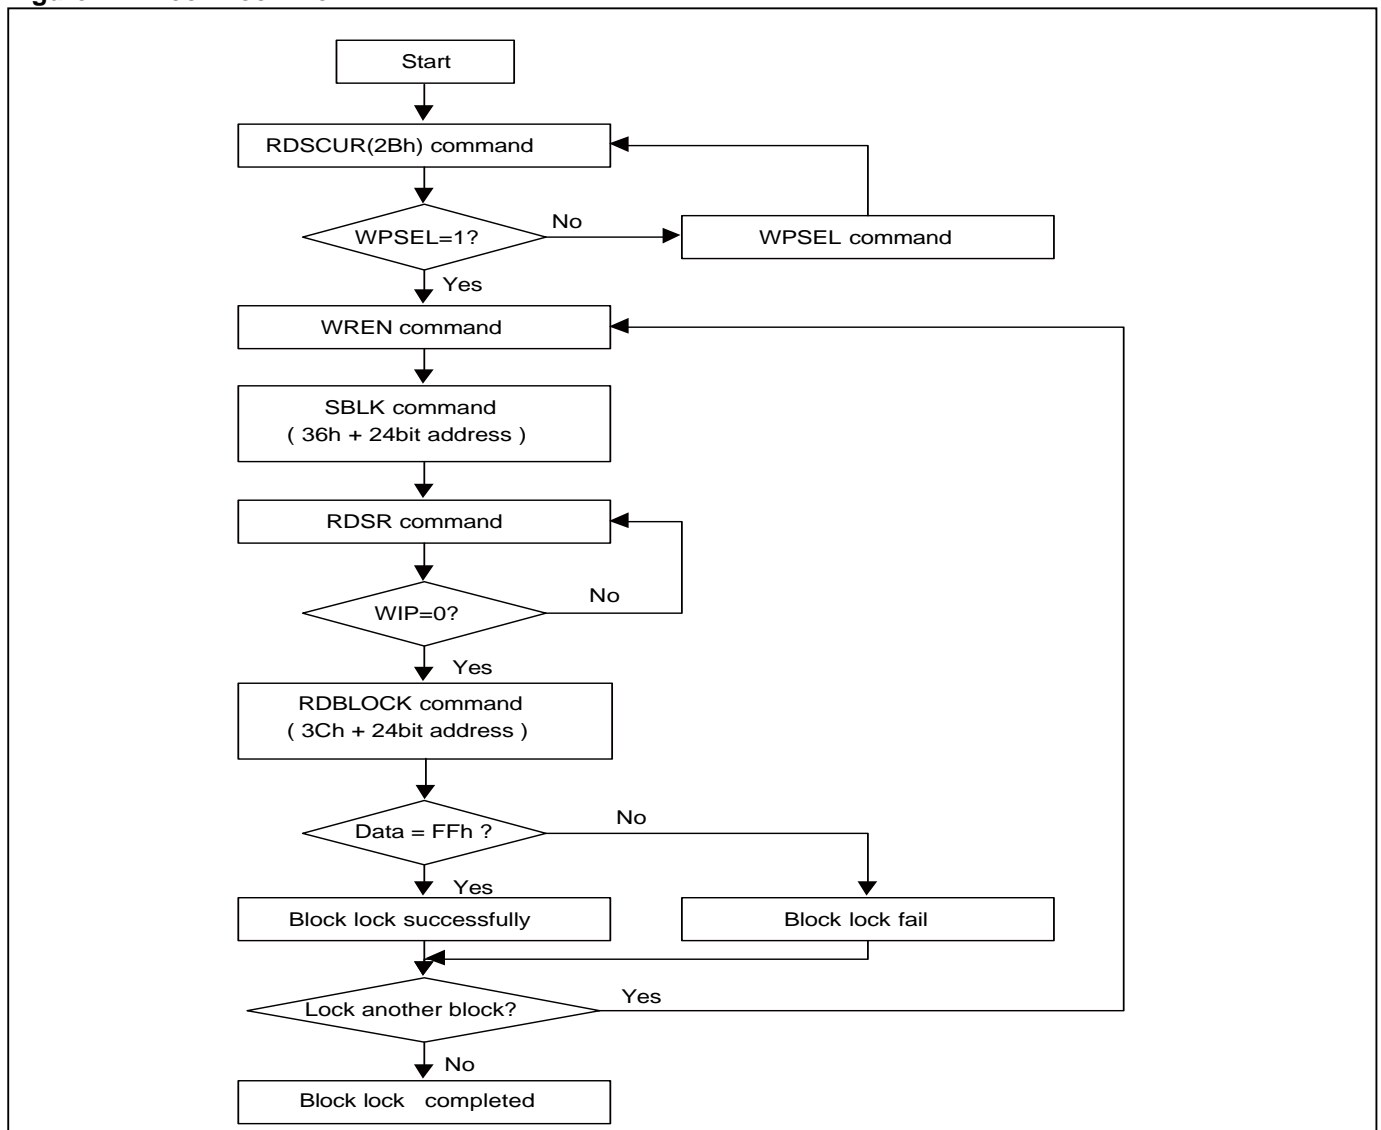 Start
RDSCUR(2Bh) command
WPSEL=1?
No
WPSEL command
Yes
WREN command
SBLK command
( 36h + 24bit address )
RDSR command
WIP=0?
No
Yes
RDBLOCK command
( 3Ch + 24bit address )
Data = FFh ?
No
Yes
Block lock successfully
Block lock fail
Lock another block?
Yes
No
Block lock completed